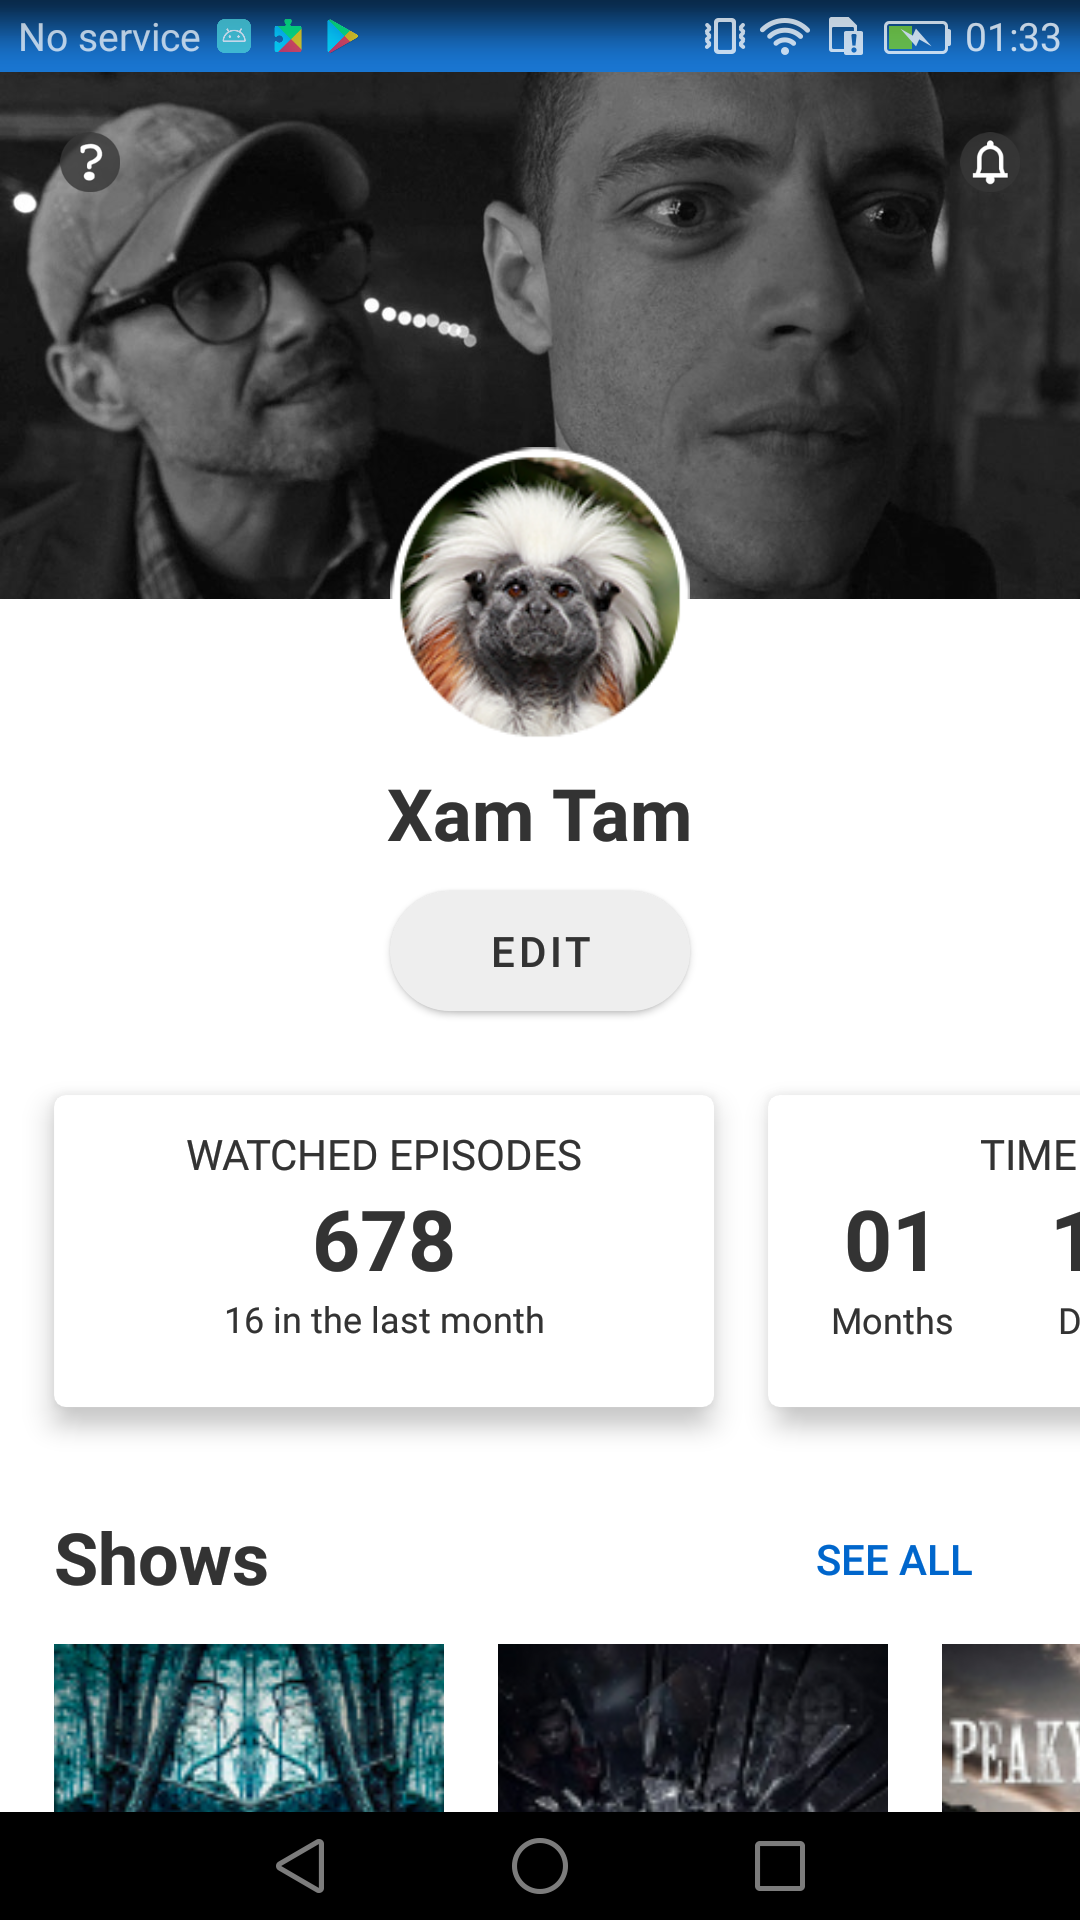 No service
01:33
?
Xam Tam
EDIT
WATCHED EPISODES
678
16 in the last month
TIME
01
Months
Shows
SEE ALL
PEAKY